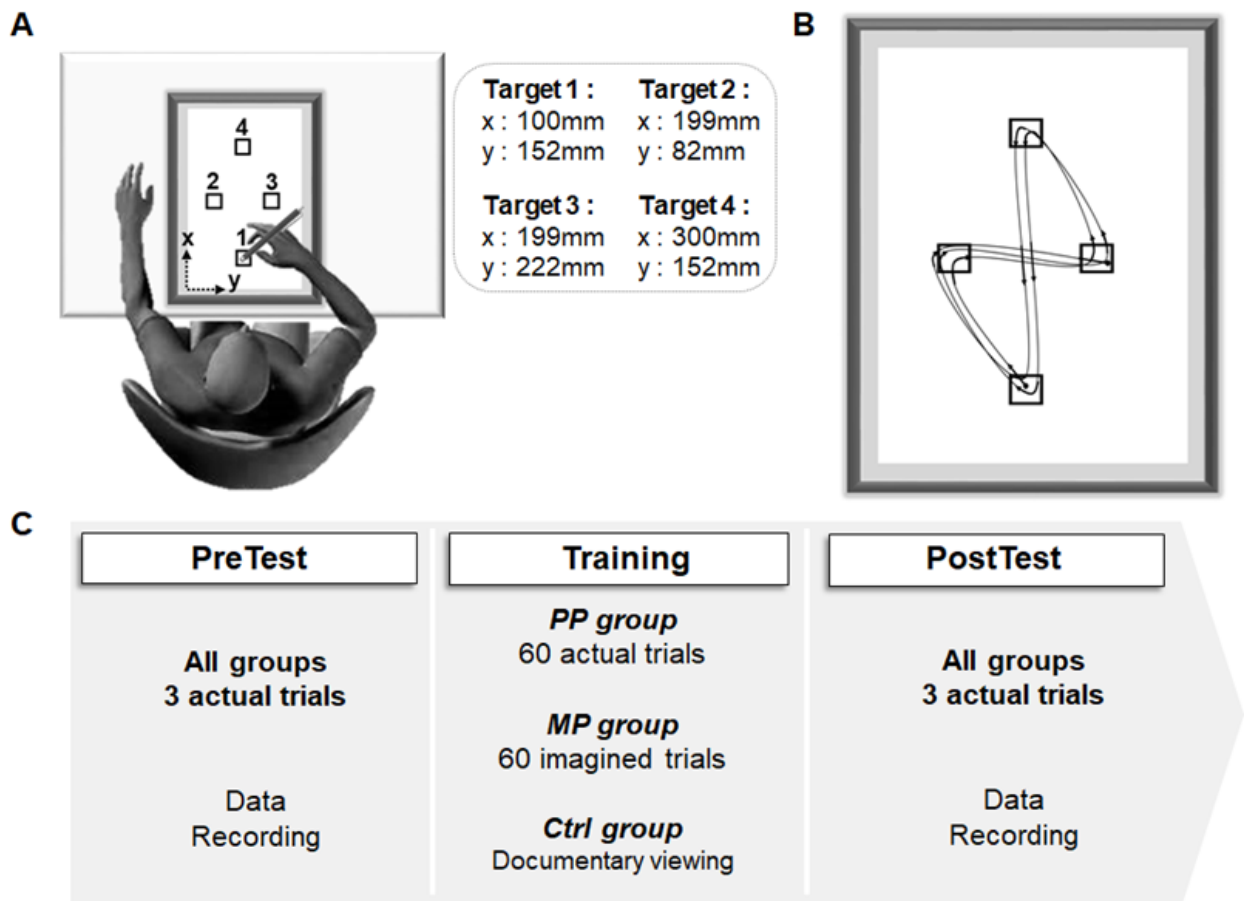 A
B
4
2
3
1
x
y
Target 1 :
x : 100mm
y : 152mm
Target 2 :
x : 199mm
y : 82mm
Target 3 :
x : 199mm
y : 222mm
Target 4 :
x : 300mm
y : 152mm
C
PreTest
All groups
3 actual trials
Data
Recording
Training
PP group
60 actual trials
MP group
60 imagined trials
Ctrl group
Documentary viewing
PostTest
All groups
3 actual trials
Data
Recording